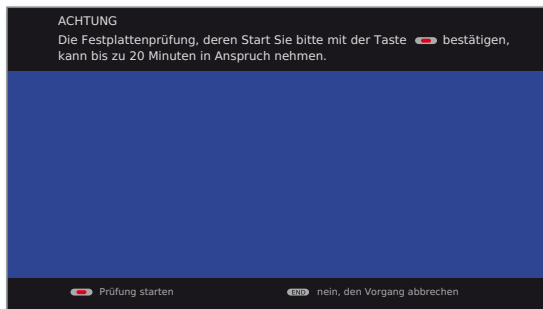 ACHTUNG
Die Festplattenprüfung, deren Start Sie bitte mit der Taste bestätigen,
kann bis zu 20 Minuten in Anspruch nehmen.
Prüfung starten
END nein, den Vorgang abbrechen